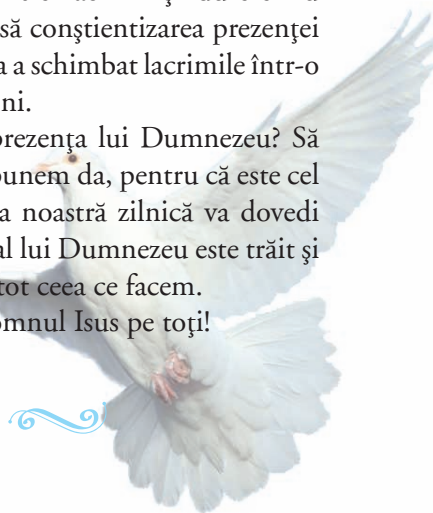 să conştientizarea prezenţei
a a schimbat lacrimile într-o
ni.
prezenţa lui Dumnezeu? Să
punem da, pentru că este cel
a noastră zilnică va dovedi
al lui Dumnezeu este trăit şi
tot ceea ce facem.
omnul Isus pe toţi!